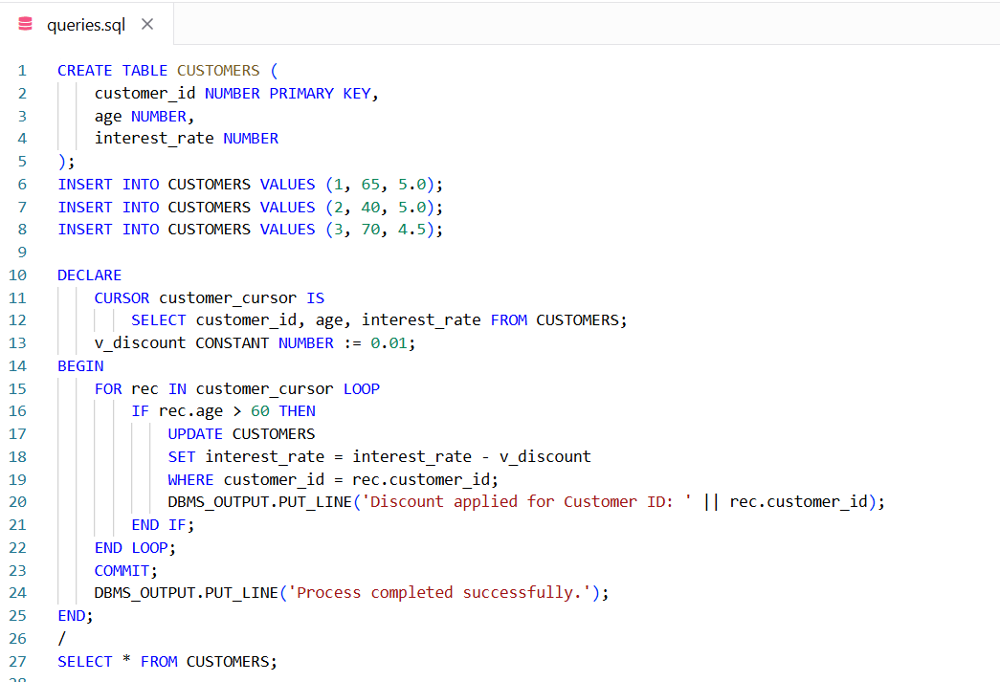 queries.sql
1 CREATE TABLE CUSTOMERS (
2     customer_id NUMBER PRIMARY KEY,
3     age NUMBER,
4     interest_rate NUMBER
5 );
6 INSERT INTO CUSTOMERS VALUES (1, 65, 5.0);
7 INSERT INTO CUSTOMERS VALUES (2, 40, 5.0);
8 INSERT INTO CUSTOMERS VALUES (3, 70, 4.5);
9
10 DECLARE
11     CURSOR customer_cursor IS
12         SELECT customer_id, age, interest_rate FROM CUSTOMERS;
13     v_discount CONSTANT NUMBER := 0.01;
14 BEGIN
15     FOR rec IN customer_cursor LOOP
16         IF rec.age > 60 THEN
17             UPDATE CUSTOMERS
18             SET interest_rate = interest_rate - v_discount
19             WHERE customer_id = rec.customer_id;
20             DBMS_OUTPUT.PUT_LINE('Discount applied for Customer ID: ' || rec.customer_id);
21         END IF;
22     END LOOP;
23     COMMIT;
24     DBMS_OUTPUT.PUT_LINE('Process completed successfully.');
25 END;
26 /
27 SELECT * FROM CUSTOMERS;